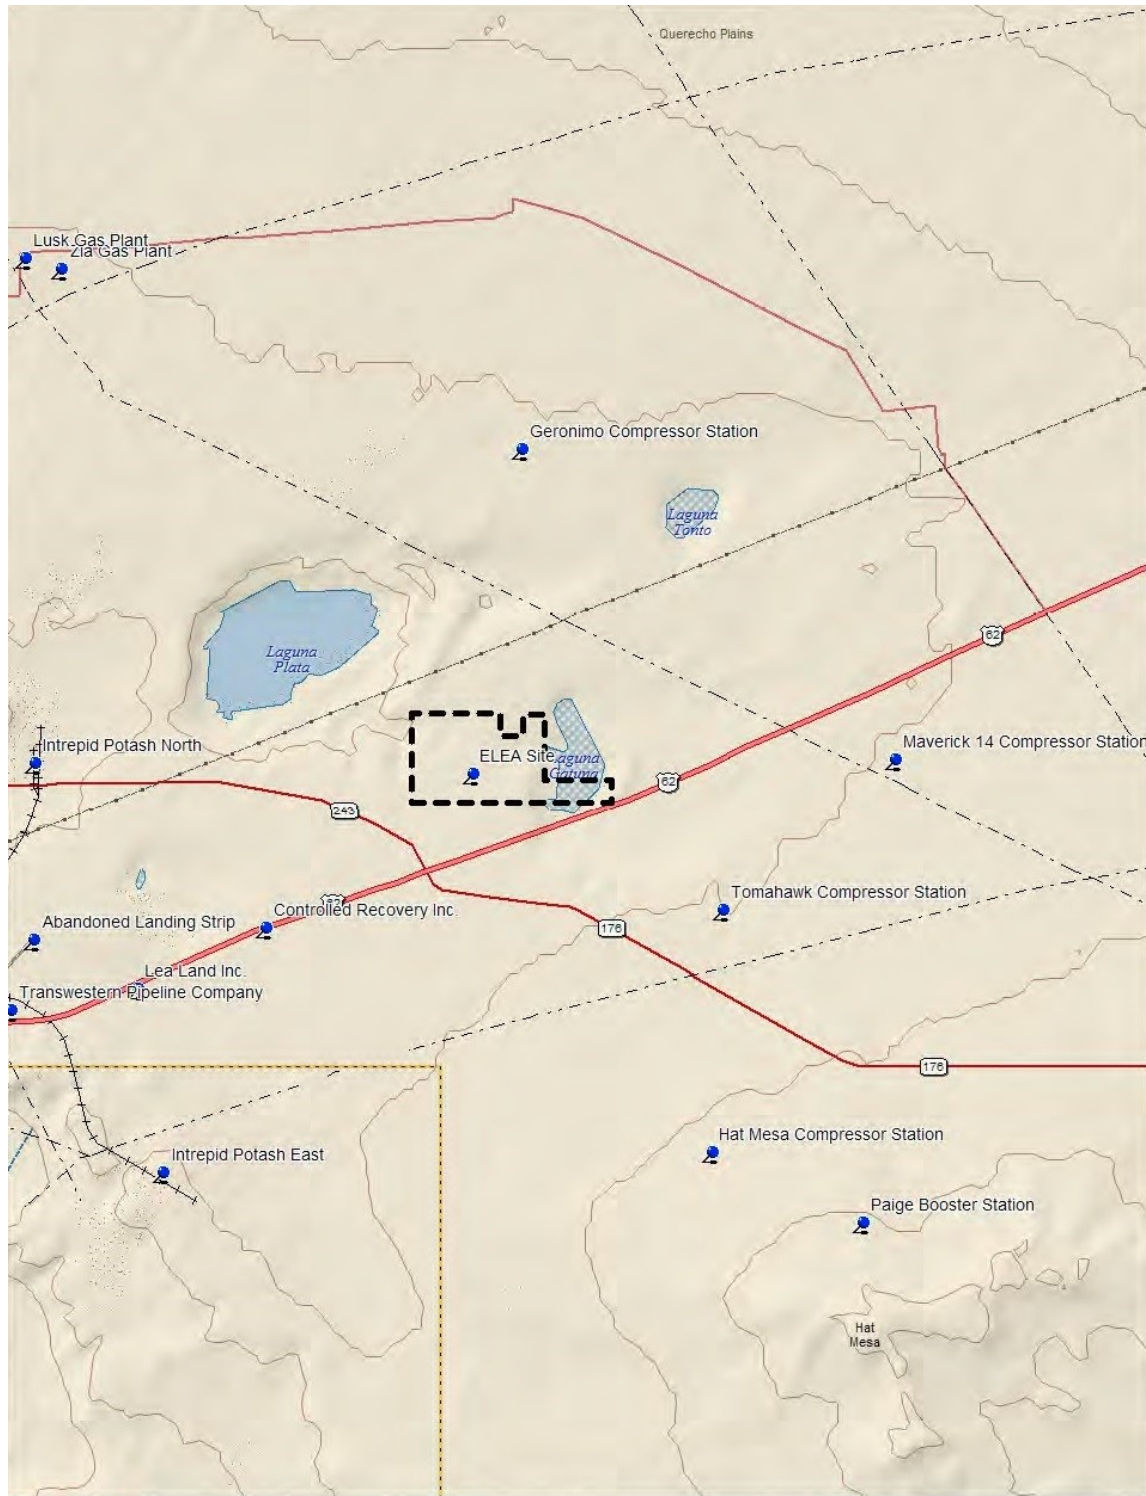 Querecho Plains
Lusk Gas Plant
Zia Gas Plant
Geronimo Compressor Station
Laguna
Tonto
62
Laguna
Plata
Intrepid Potash North
ELEA Site
Laguna
Gatuna
62
Maverick 14 Compressor Station
243
Tomahawk Compressor Station
62
Controlled Recovery Inc.
Abandoned Landing Strip
176
Lea Land Inc.
Transwestern Pipeline Company
176
Hat Mesa Compressor Station
Intrepid Potash East
Paige Booster Station
Hat
Mesa